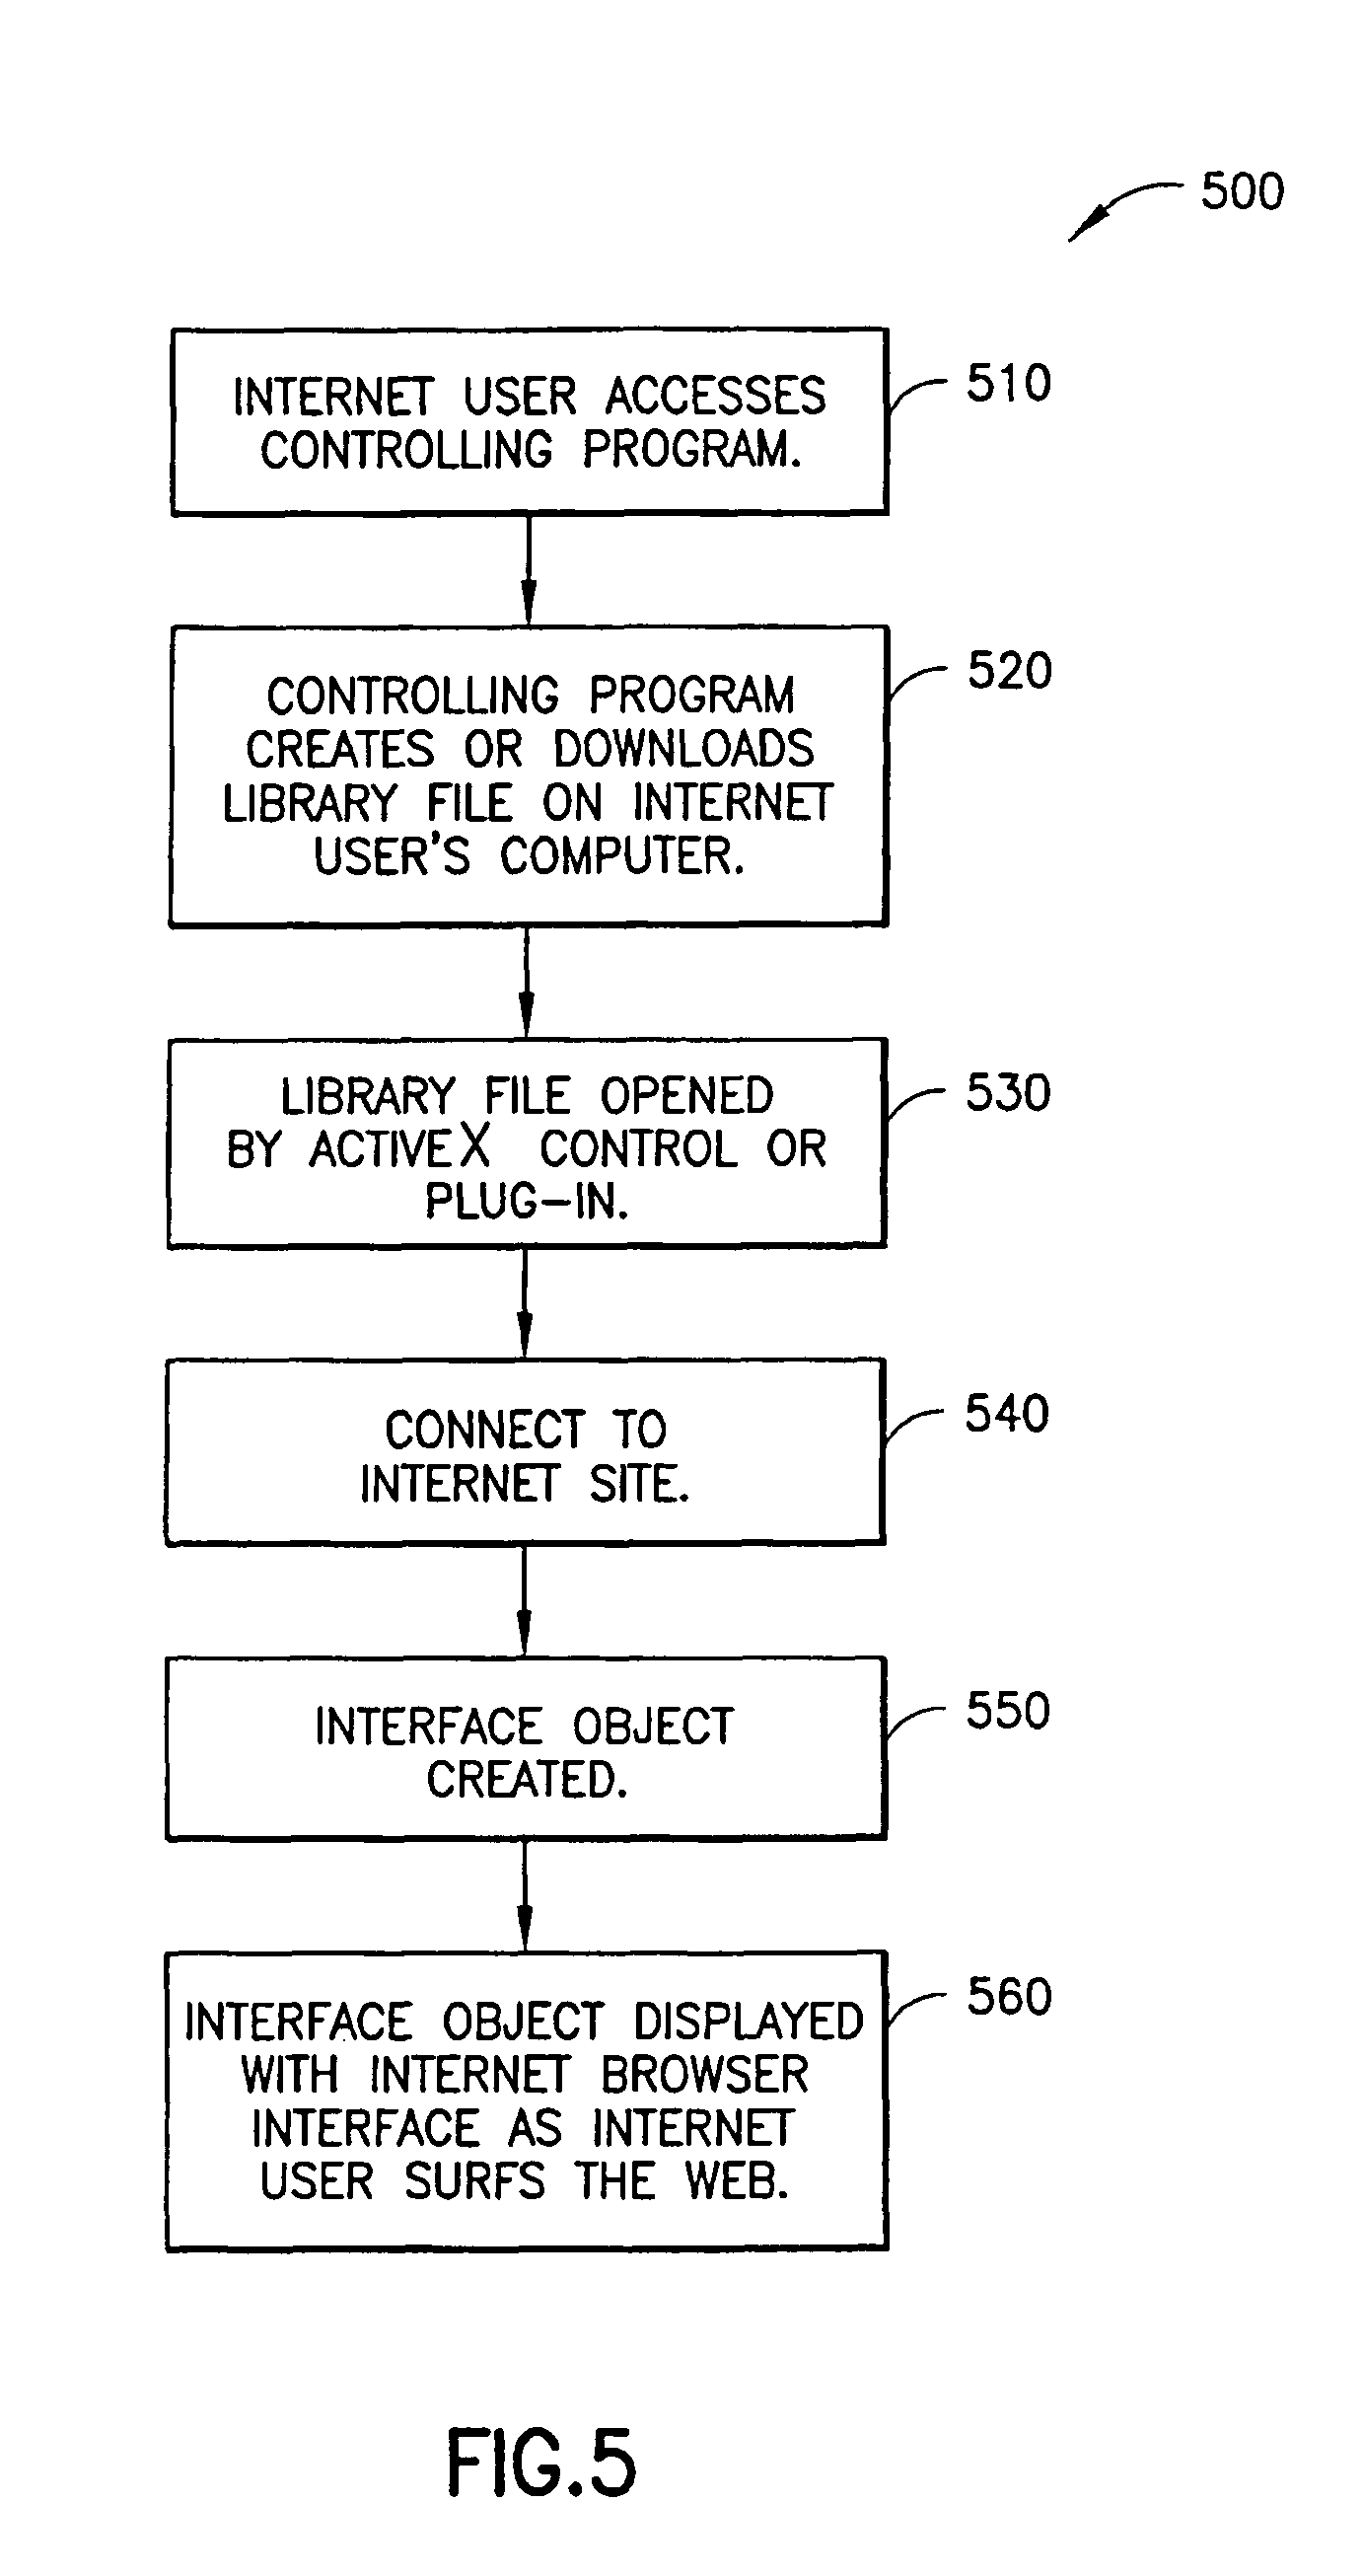 500
INTERNET USER ACCESSES
CONTROLLING PROGRAM.
510
CONTROLLING PROGRAM
CREATES OR DOWNLOADS
LIBRARY FILE ON INTERNET
USER'S COMPUTER.
520
LIBRARY FILE OPENED
BY ACTIVEX CONTROL OR
PLUG-IN.
530
CONNECT TO
INTERNET SITE.
540
INTERFACE OBJECT
CREATED.
550
INTERFACE OBJECT DISPLAYED
WITH INTERNET BROWSER
INTERFACE AS INTERNET
USER SURFS THE WEB.
560
FIG.5